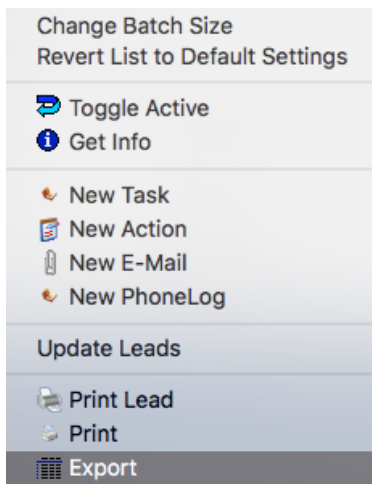 Change Batch Size
Revert List to Default Settings
Toggle Active
Get Info
New Task
New Action
New E-Mail
New PhoneLog
Update Leads
Print Lead
Print
Export